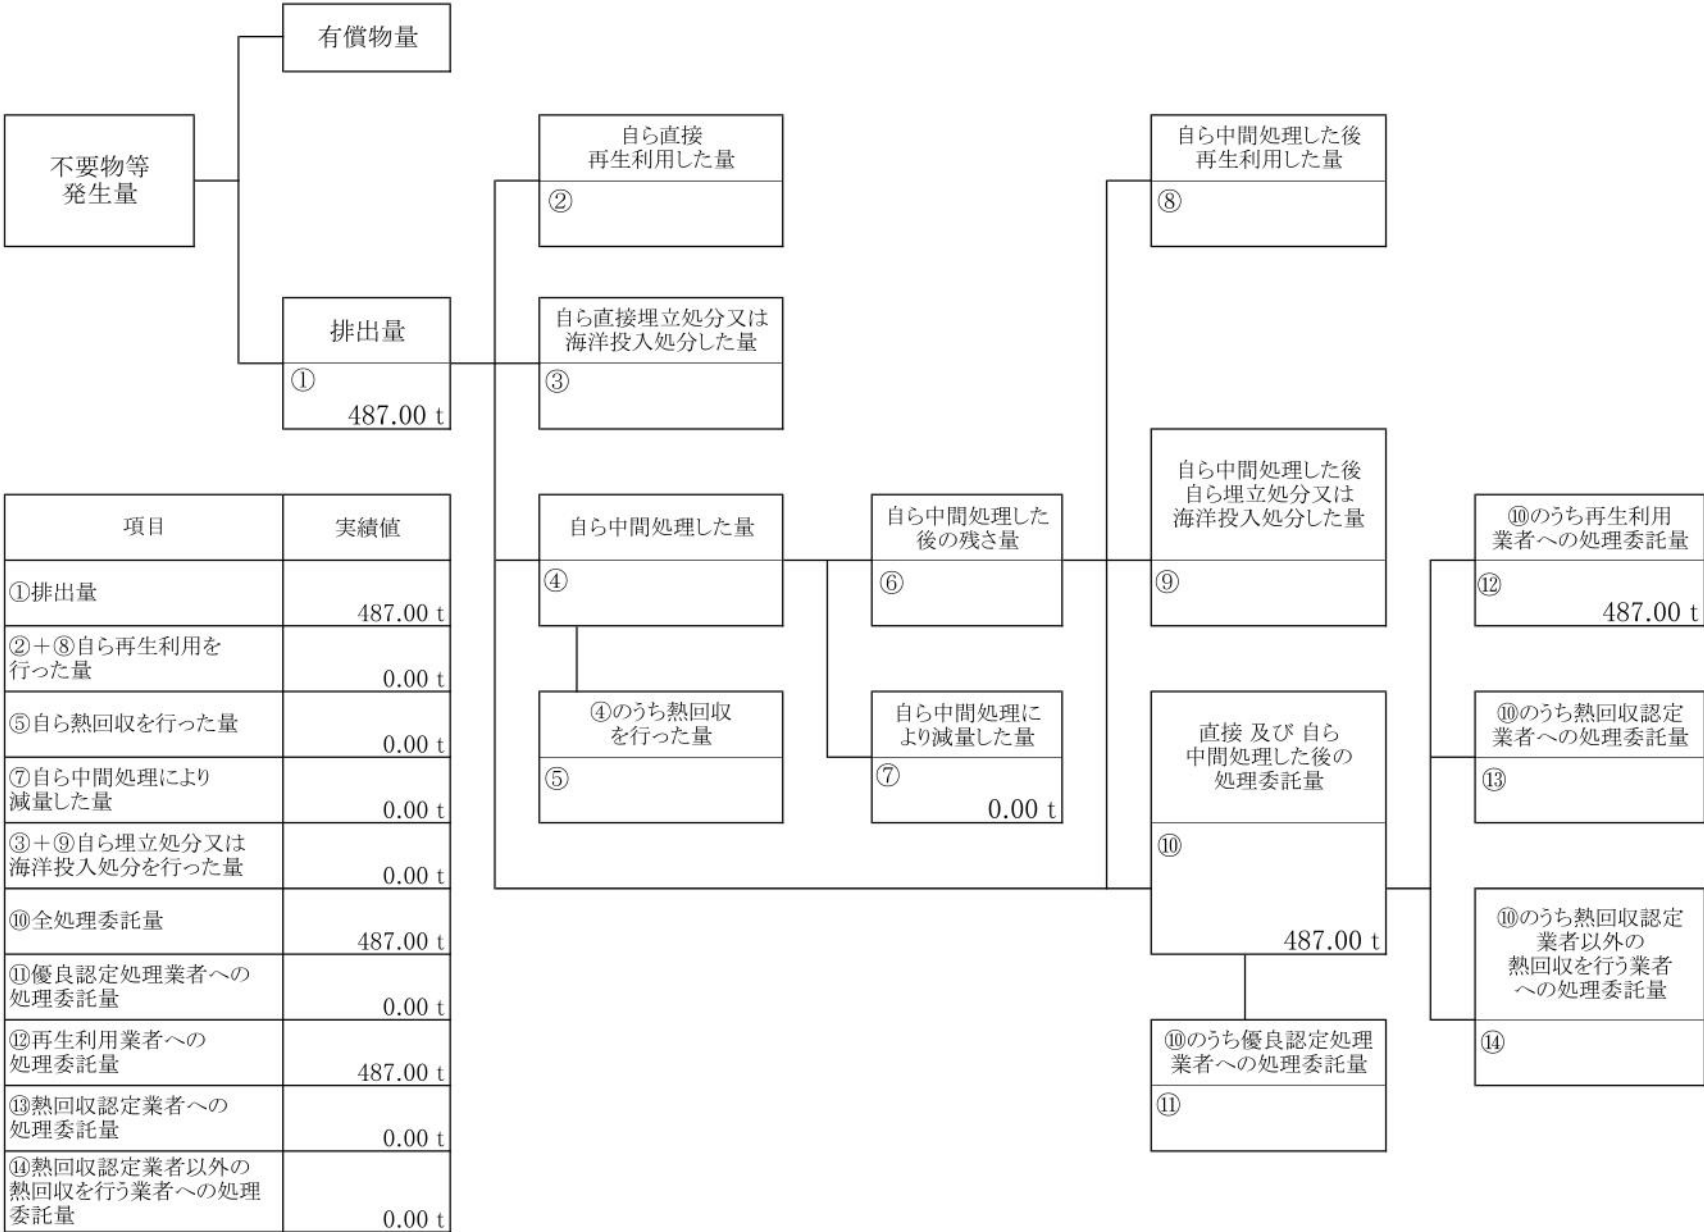 有償物量
不要物等
発生量
自ら直接
再生利用した量
②
自ら中間処理した後
再生利用した量
⑧
排出量
①
487.00 t
自ら直接埋立処分又は
海洋投入処分した量
③
自ら中間処理した量
④
自ら中間処理した
後の残さ量
⑥
自ら中間処理した後
自ら埋立処分又は
海洋投入処分した量
⑨
⑩のうち再生利用
業者への処理委託量
⑫
487.00 t
④のうち熱回収
を行った量
⑤
自ら中間処理に
より減量した量
⑦
0.00 t
直接 及び 自ら
中間処理した後の
処理委託量
⑩
487.00 t
⑩のうち熱回収認定
業者への処理委託量
⑬
⑩のうち熱回収認定
業者以外の
熱回収を行う業者
への処理委託量
⑭
⑩のうち優良認定処理
業者への処理委託量
⑪
項目 実績値
①排出量
487.00 t
②＋⑧自ら再生利用を
行った量
0.00 t
⑤自ら熱回収を行った量
0.00 t
⑦自ら中間処理により
減量した量
0.00 t
③＋⑨自ら埋立処分又は
海洋投入処分を行った量
0.00 t
⑩全処理委託量
487.00 t
⑪優良認定処理業者への
処理委託量
0.00 t
⑫再生利用業者への
処理委託量
487.00 t
⑬熱回収認定業者への
処理委託量
0.00 t
⑭熱回収認定業者以外の
熱回収を行う業者への処理
委託量
0.00 t